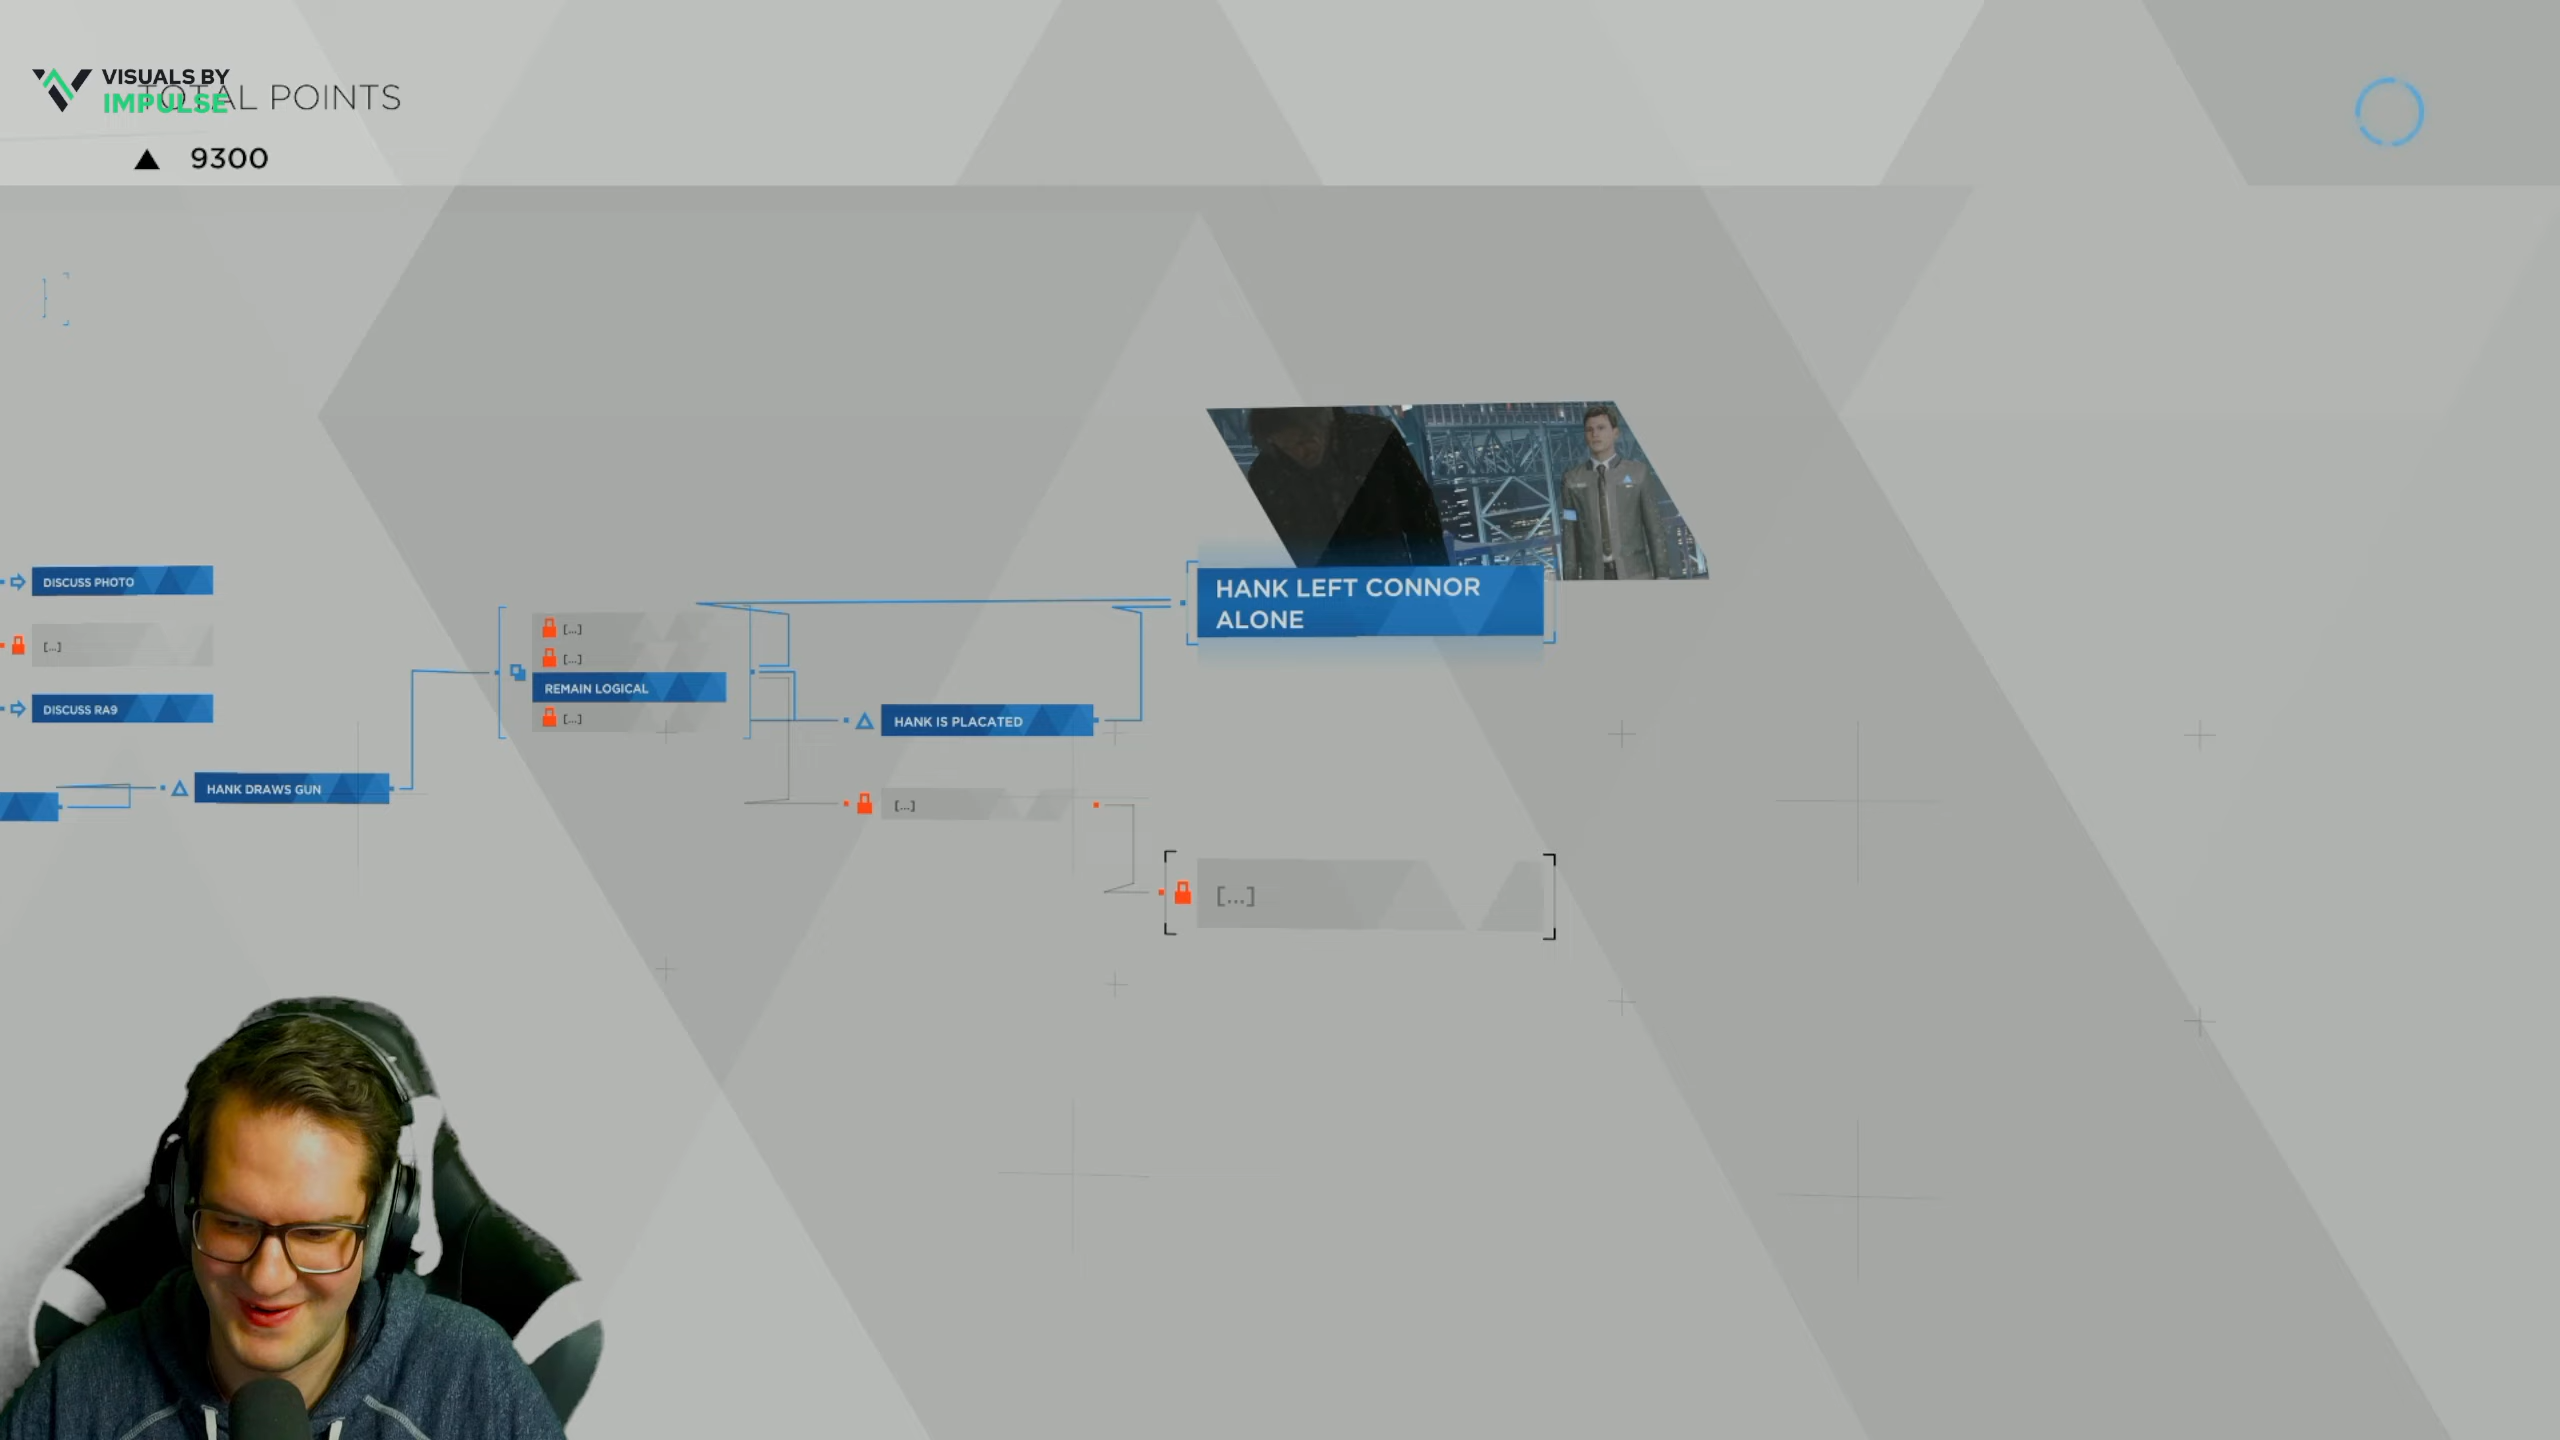 VISUALS BY
IMPULSE
TOTAL POINTS
9300
DISCUSS PHOTO
[...]
DISCUSS RA9
HANK DRAWS GUN
[...]
[...]
REMAIN LOGICAL
[...]
HANK IS PLACATED
[...]
HANK LEFT CONNOR
ALONE
[...]